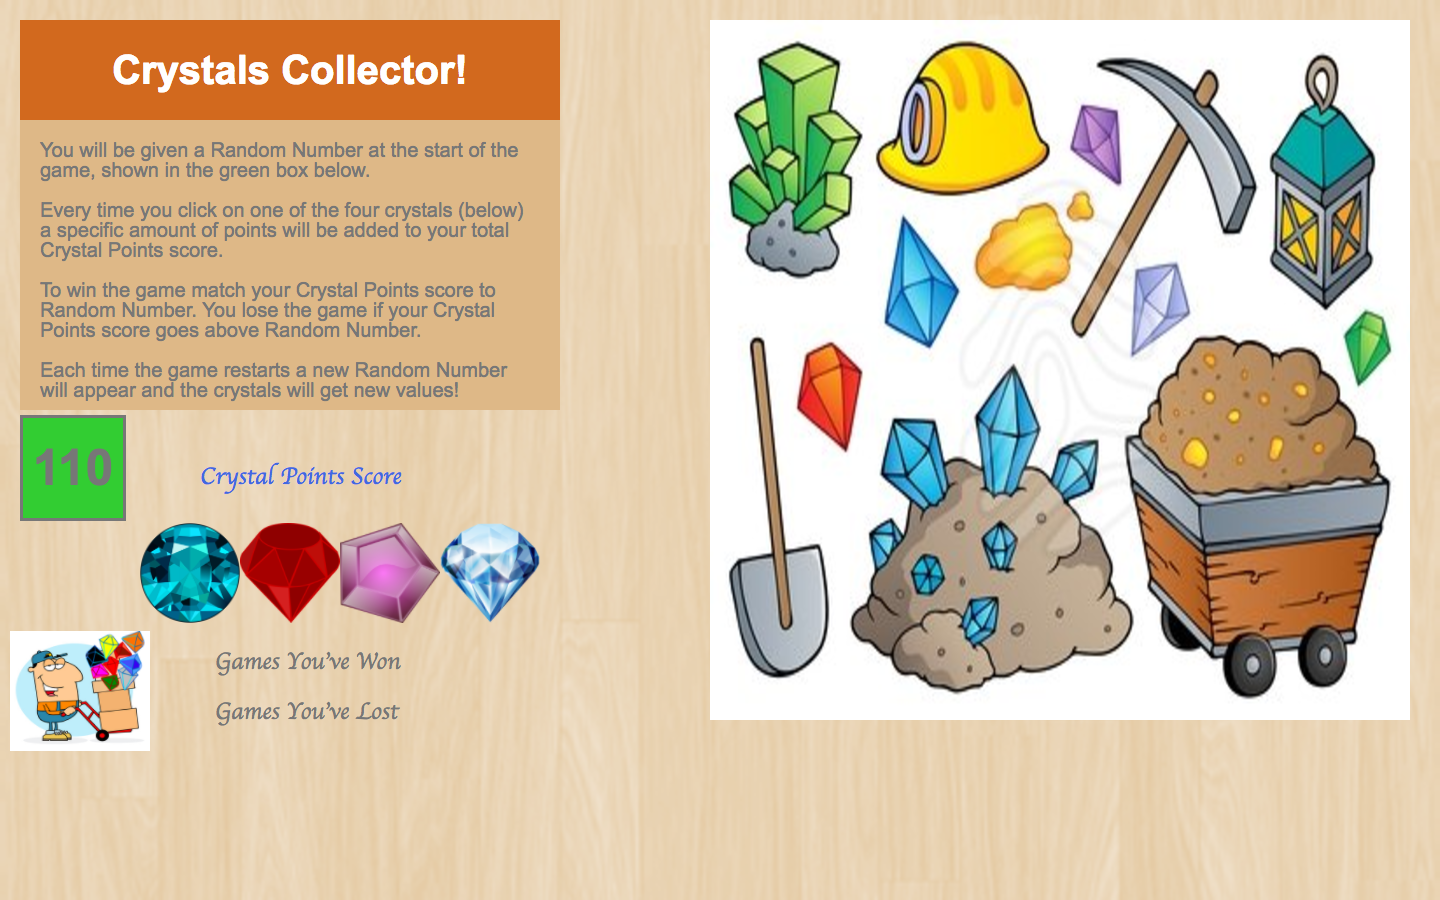 Crystals Collector!
You will be given a Random Number at the start of the
game, shown in the green box below.
Every time you click on one of the four crystals (below)
a specific amount of points will be added to your total
Crystal Points score.
To win the game match your Crystal Points score to
Random Number. You lose the game if your Crystal
Points score goes above Random Number.
Each time the game restarts a new Random Number
will appear and the crystals will get new values!
110
Crystal Points Score
Games You've Won
Games You've Lost